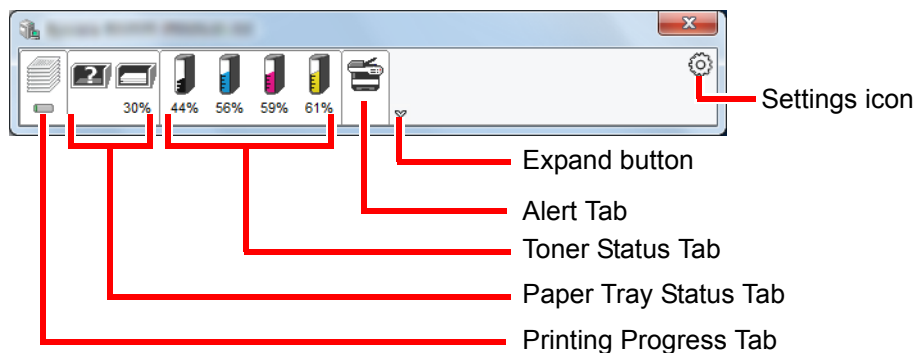 x
?
30% 44% 56% 59% 61%
Settings icon
Expand button
Alert Tab
Toner Status Tab
Paper Tray Status Tab
Printing Progress Tab